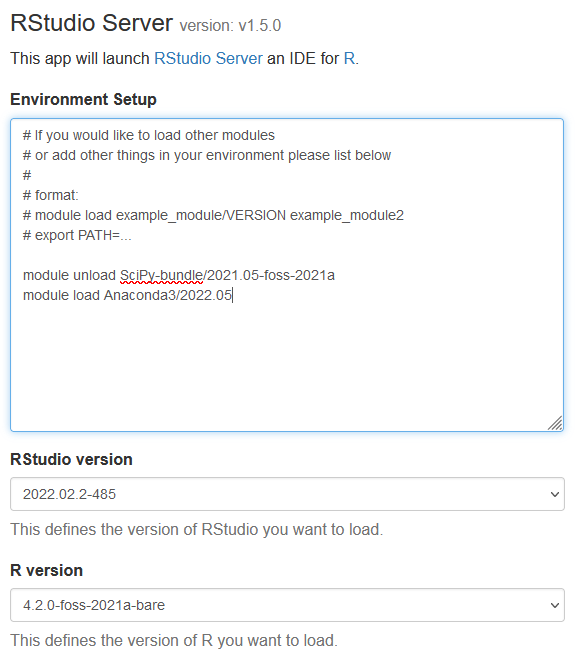 RStudio Server version: v1.5.0
This app will launch RStudio Server an IDE for R.
Environment Setup
# If you would like to load other modules
# or add other things in your environment please list below
#
# format:
# module load example_module/VERSION example_module2
# export PATH=...
module unload SciPy-bundle/2021.05-foss-2021a
module load Anaconda3/2022.05
RStudio version
2022.02.2-485
This defines the version of RStudio you want to load.
R version
4.2.0-foss-2021a-bare
This defines the version of R you want to load.